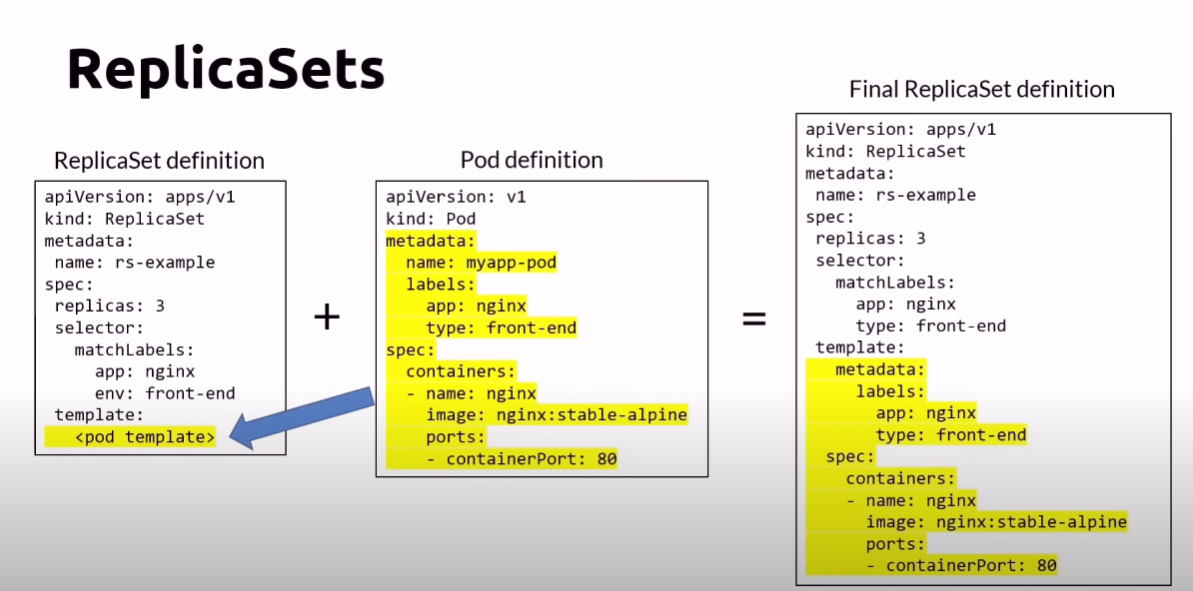 ReplicaSets
ReplicaSet definition
apiVersion: apps/v1
kind: ReplicaSet
metadata:
 name: rs-example
spec:
 replicas: 3
 selector:
   matchLabels:
     app: nginx
     env: front-end
 template:
   <pod template>
+
Pod definition
apiVersion: v1
kind: Pod
metadata:
  name: myapp-pod
  labels:
    app: nginx
    type: front-end
spec:
  containers:
  - name: nginx
    image: nginx:stable-alpine
    ports:
    - containerPort: 80
=
Final ReplicaSet definition
apiVersion: apps/v1
kind: ReplicaSet
metadata:
 name: rs-example
spec:
 replicas: 3
 selector:
   matchLabels:
     app: nginx
     type: front-end
 template:
   metadata:
     labels:
       app: nginx
       type: front-end
  spec:
    containers:
    - name: nginx
      image: nginx:stable-alpine
      ports:
      - containerPort: 80